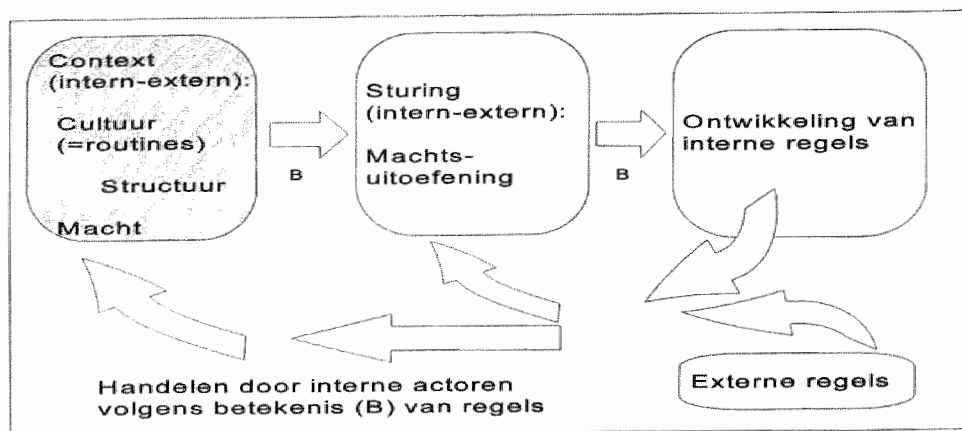 Context
(intern-extern):
Cultuur
(=routines)
Structuur
Macht
B
Sturing
(intern-extern):
Machts-
uitoefening
B
Ontwikkeling van
interne regels
Externe regels
Handelen door interne actoren
volgens betekenis (B) van regels